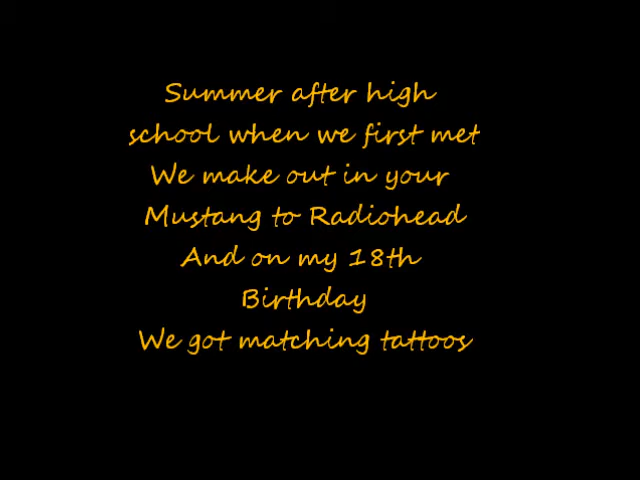 Summer after high
school when we first met
We make out in your
Mustang to Radiohead
And on my 18th
Birthday
We got matching tattoos